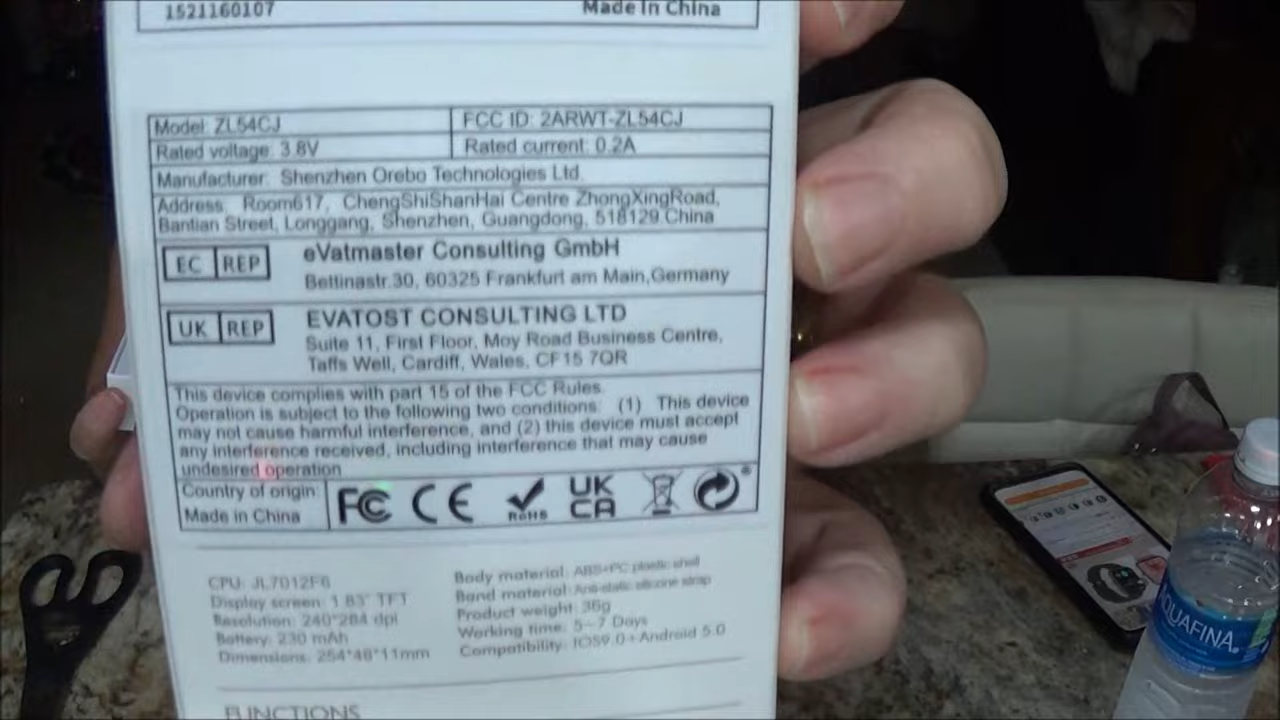 1521160107
Made In China
Model: ZL54CJ
FCC ID: 2ARWT-ZL54CJ
Rated voltage: 3.8V
Rated current: 0.2A
Manufacturer: Shenzhen Orebo Technologies Ltd.
Address: Room617, ChengShiShanHai Centre ZhongXingRoad,
Bantian Street, Longgang, Shenzhen, Guangdong, 518129 China
EC REP
eVatmaster Consulting GmbH
Bettinastr.30, 60325 Frankfurt am Main,Germany
UK REP
EVATOST CONSULTING LTD
Suite 11, First Floor, Moy Road Business Centre,
Taffs Well, Cardiff, Wales, CF15 7QR
This device complies with part 15 of the FCC Rules.
Operation is subject to the following two conditions: (1) This device
may not cause harmful interference, and (2) this device must accept
any interference received, including interference that may cause
undesired operation
Country of origin:
Made in China
FC CE RoHS UK CA
CPU: JL7012F6
Display screen: 1.83" TFT
Resolution: 240*284 dpi
Battery: 230 mAh
Dimensions: 254*46*11mm
Body material: ABS+PC plastic shell
Band material: Anti-static silicone strap
Product weight: 36g
Working time: 5-7 Days
Compatibility: IOS9.0+Android 5.0
FUNCTIONS
AQUAFINA